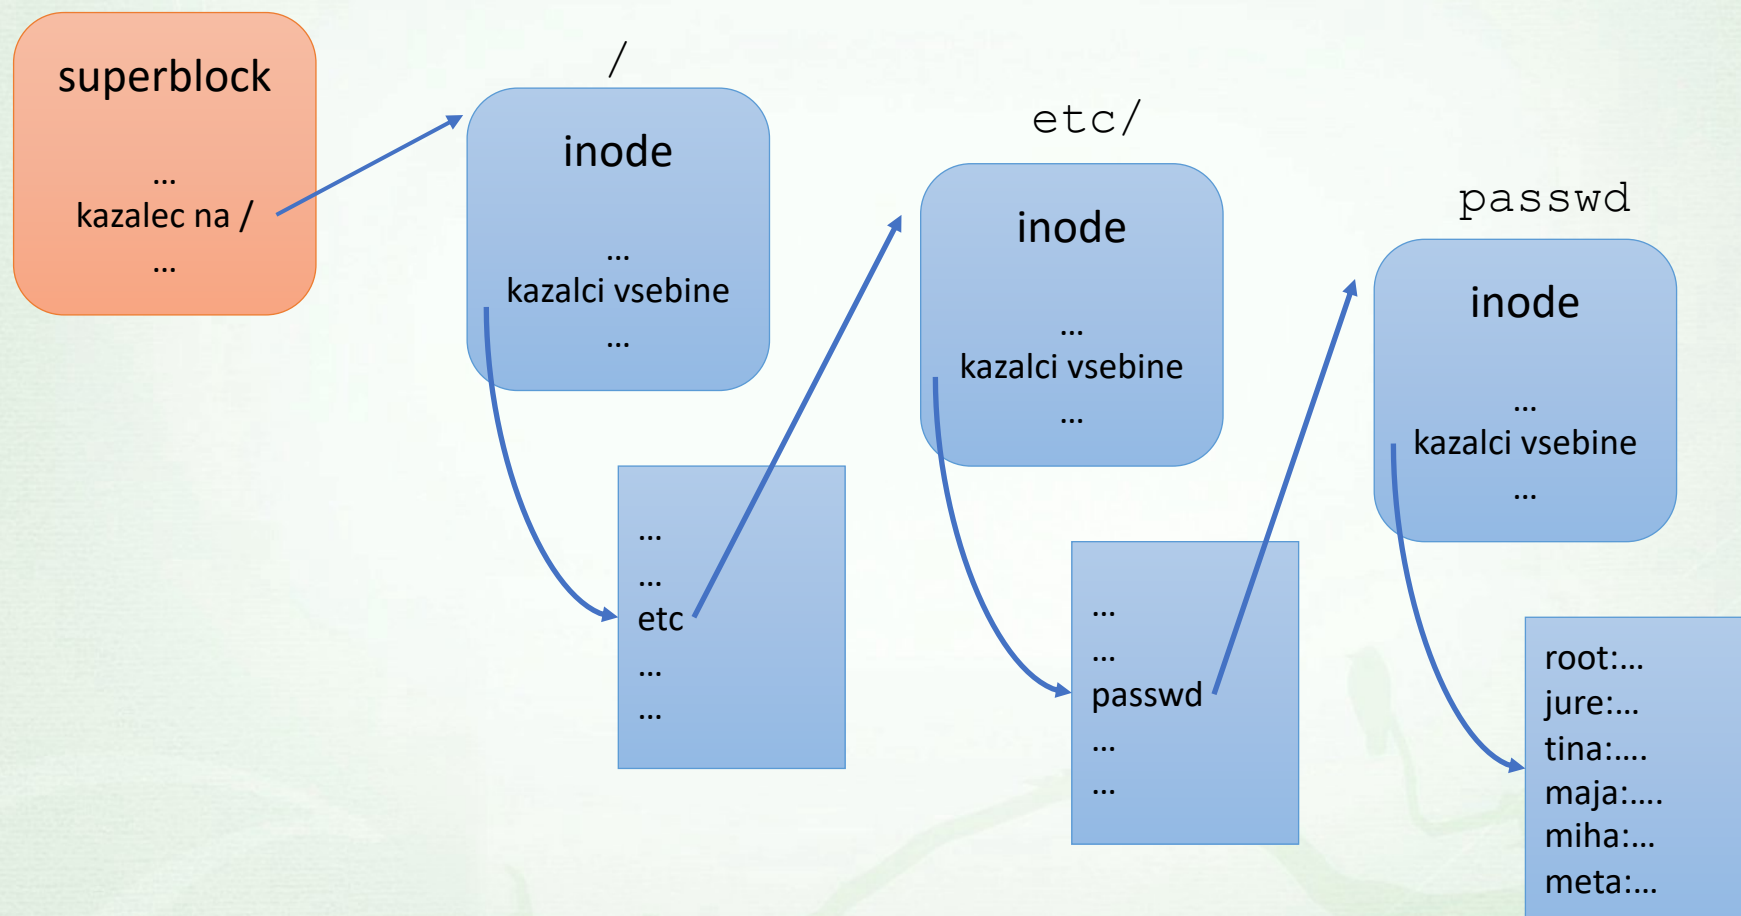 superblock
…
kazalec na /
…
/
inode
…
kazalci vsebine
…
…
…
etc
…
…
etc/
inode
…
kazalci vsebine
…
…
…
passwd
…
…
passwd
inode
…
kazalci vsebine
…
root:…
jure:…
tina:….
maja:….
miha:…
meta:…